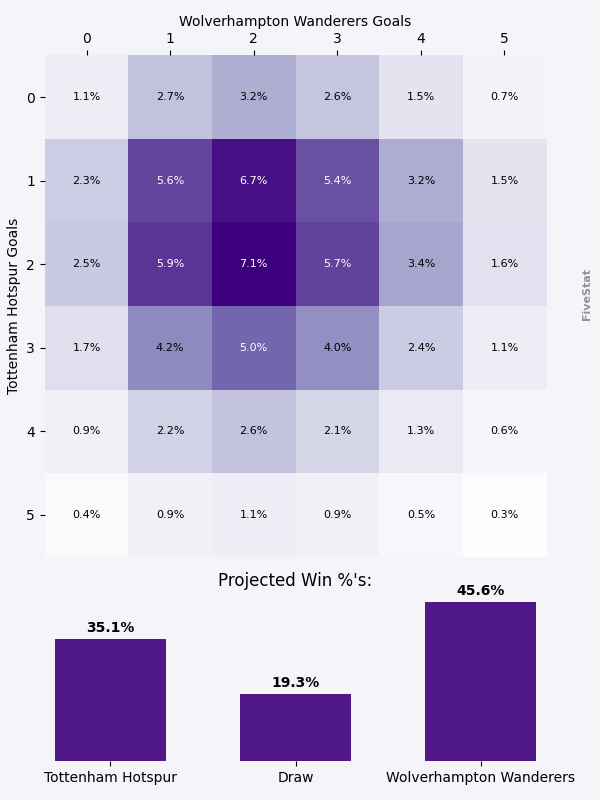 Wolverhampton Wanderers Goals
0 1 2 3 4 5
0 1.1% 2.7% 3.2% 2.6% 1.5% 0.7%
1 2.3% 5.6% 6.7% 5.4% 3.2% 1.5%
2 2.5% 5.9% 7.1% 5.7% 3.4% 1.6%
3 1.7% 4.2% 5.0% 4.0% 2.4% 1.1%
4 0.9% 2.2% 2.6% 2.1% 1.3% 0.6%
5 0.4% 0.9% 1.1% 0.9% 0.5% 0.3%
Tottenham Hotspur Goals
FiveStat
Projected Win %'s:
35.1% 19.3% 45.6%
Tottenham Hotspur Draw Wolverhampton Wanderers